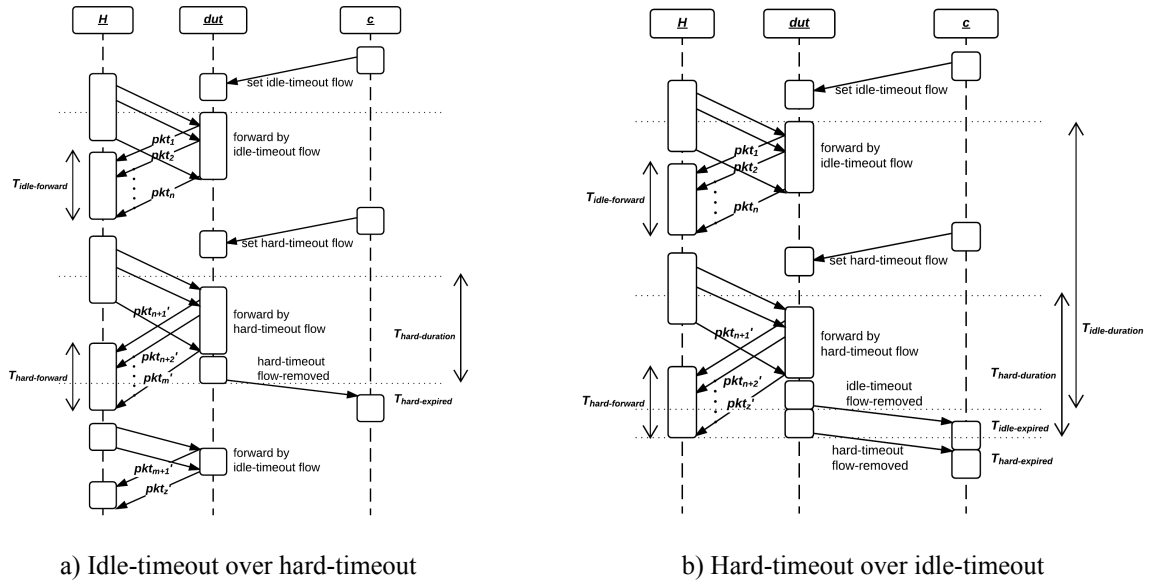 H
dut
c
set idle-timeout flow
pkt1
pkt2
pktn
forward by
idle-timeout flow
Tidle-forward
set hard-timeout flow
pktn+1'
forward by
hard-timeout flow
Thard-duration
pktn+2'
pktm'
Thard-forward
hard-timeout
flow-removed
Thard-expired
forward by
idle-timeout flow
pktm+1'
pktz'
a) Idle-timeout over hard-timeout
H
dut
c
set idle-timeout flow
pkt1
pkt2
pktn
forward by
idle-timeout flow
Tidle-forward
set hard-timeout flow
pktn+1'
forward by
hard-timeout flow
Tidle-duration
Thard-duration
pktn+2'
pktz'
Thard-forward
idle-timeout
flow-removed
Tidle-expired
hard-timeout
flow-removed
Thard-expired
b) Hard-timeout over idle-timeout